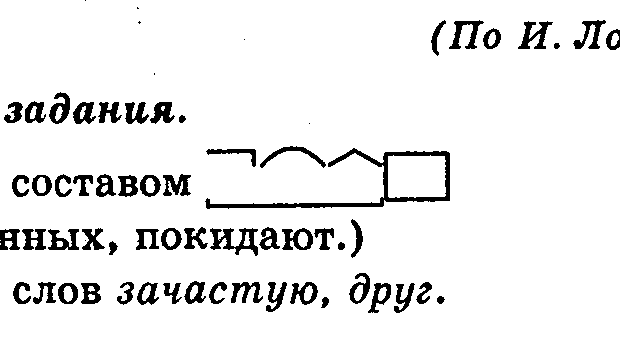 (По И. Ло
задания.
составом
нных, покидают.)
слов зачастую, друг.